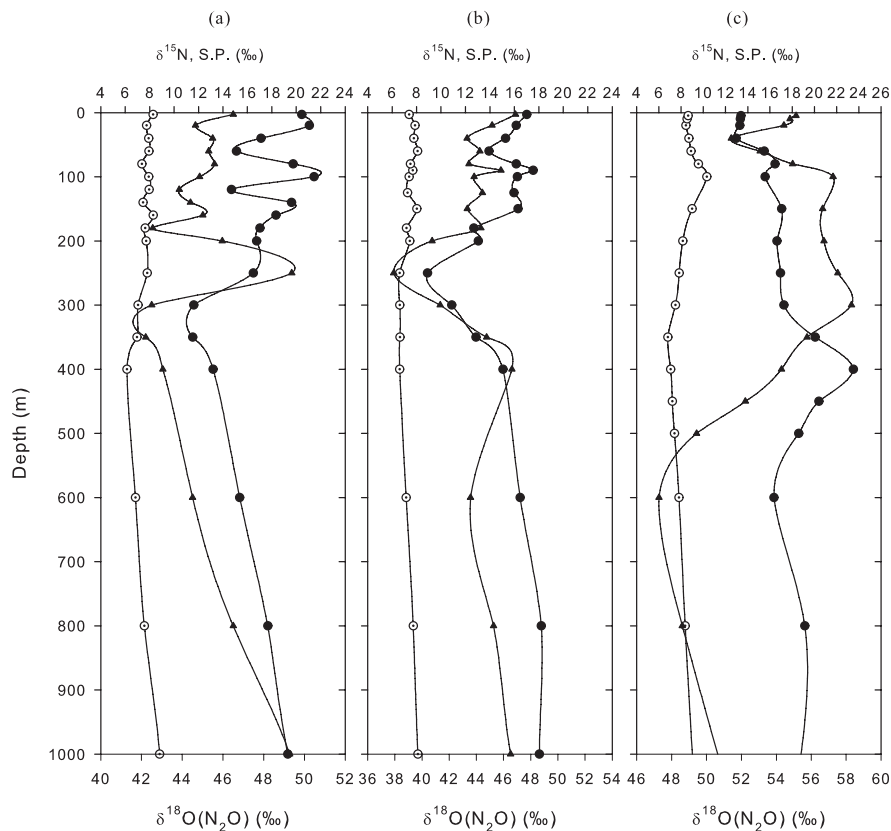 (a) (b) (c)
δ¹⁵N, S.P. (‰) δ¹⁵N, S.P. (‰) δ¹⁵N, S.P. (‰)
4 6 8 10 12 14 16 18 20 22 24 4 6 8 10 12 14 16 18 20 22 24 4 6 8 10 12 14 16 18 20 22 24
0
100
200
300
400
500
600
700
800
900
1000
Depth (m)
40 42 44 46 48 50 52 36 38 40 42 44 46 48 50 54 46 48 50 52 54 56 58 60
δ¹⁸O(N₂O) (‰) δ¹⁸O(N₂O) (‰) δ¹⁸O(N₂O) (‰)